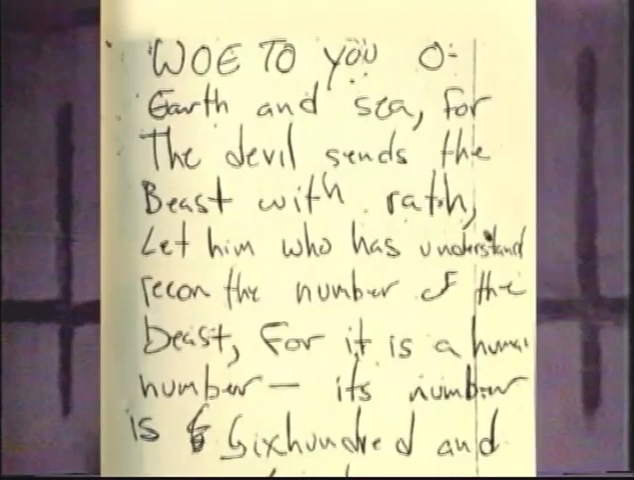 WOE TO YOU O-
Earth and sea, for
The devil sends the
Beast with rath,
Let him who has understand
recon the number of the
beast, For it is a human
number — its number
is Sixhundred and